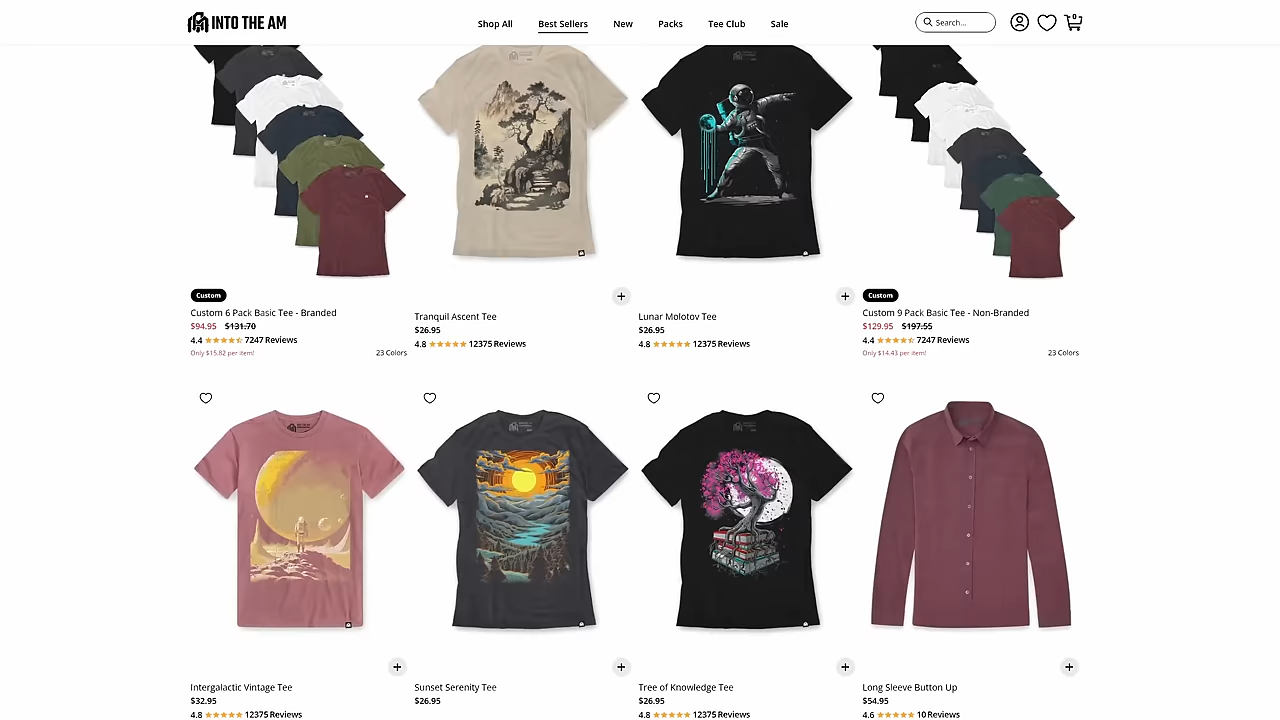 INTO THE AM
Shop All
Best Sellers
New
Packs
Tee Club
Sale
Search...
0
Custom
Custom 6 Pack Basic Tee - Branded
$94.95 $131.70
4.4 7247 Reviews
Only $15.82 per item!
23 Colors
Tranquil Ascent Tee
$26.95
4.8 12375 Reviews
Lunar Molotov Tee
$26.95
4.8 12375 Reviews
Custom
Custom 9 Pack Basic Tee - Non-Branded
$129.95 $197.55
4.4 7247 Reviews
Only $14.43 per item!
23 Colors
Intergalactic Vintage Tee
$32.95
4.8 12375 Reviews
Sunset Serenity Tee
$26.95
Tree of Knowledge Tee
$26.95
4.8 12375 Reviews
Long Sleeve Button Up
$54.95
4.6 10 Reviews